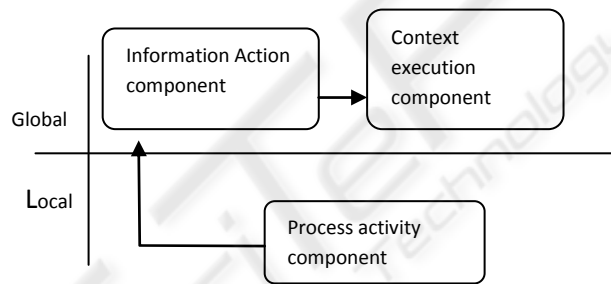 Information Action
component
Context
execution
component
Global
Local
Process activity
component